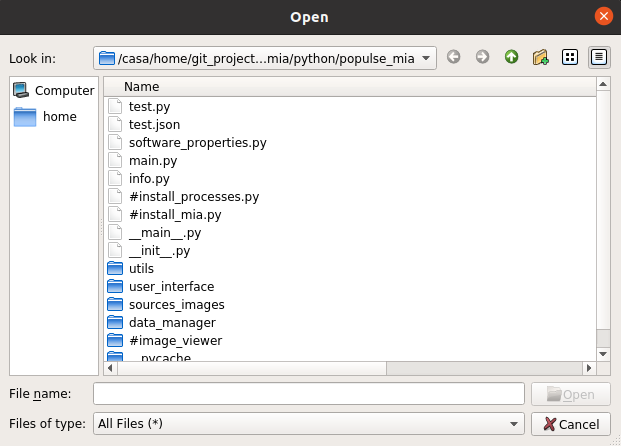 Open
Look in: /casa/home/git_project...mia/python/populse_mia
Computer
home
Name
test.py
test.json
software_properties.py
main.py
info.py
#install_processes.py
#install_mia.py
__main__.py
__init__.py
utils
user_interface
sources_images
data_manager
#image_viewer
__pycache__
File name: Open
Files of type: All Files (*) Cancel